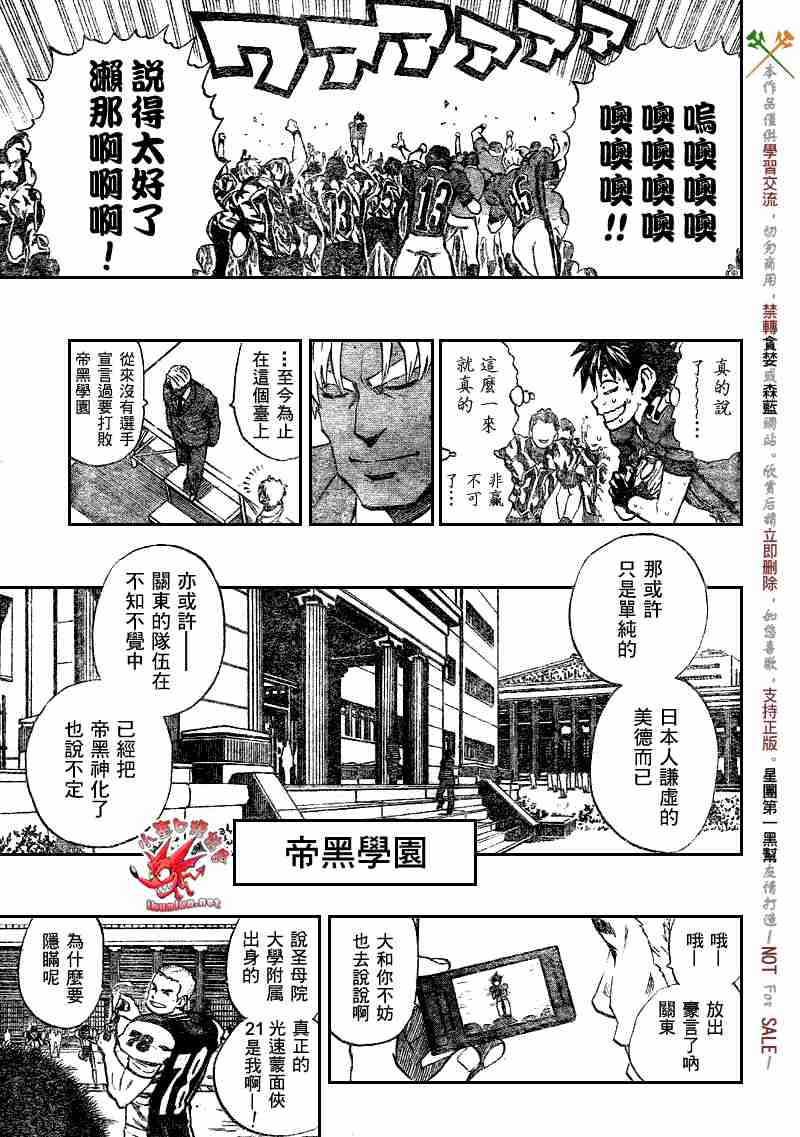 ワァアアアァ
嗚噢噢噢
噢噢噢噢
噢噢噢!!
說得太好了
瀨那啊啊啊!
真的說
了……
這麼一來
就真的
非贏
不可
了…
…至今為止
在這個臺上
從來沒有選手
宣言過要打敗
帝黑學園
那或許
只是單純的
日本人謙虛的
美德而已
亦或許——
關東的隊伍在
不知不覺中
已經把
帝黑神化了
也說不定
帝黑學園
哦—
哦— 放出
豪言了吶
關東
大和你不妨
也去說說啊
說圣母院
大學附属
出身的
真正的
光速蒙面俠
21是我啊—!
為什麼要
隱瞞呢
13
13
15
78
78
本作品僅供學習交流，切勿商用，禁轉貪婪或森藍網站。欣賞后請立即刪除，如您喜歡，支持正版。星團第一黑幫友情打造—NOT For SALE—